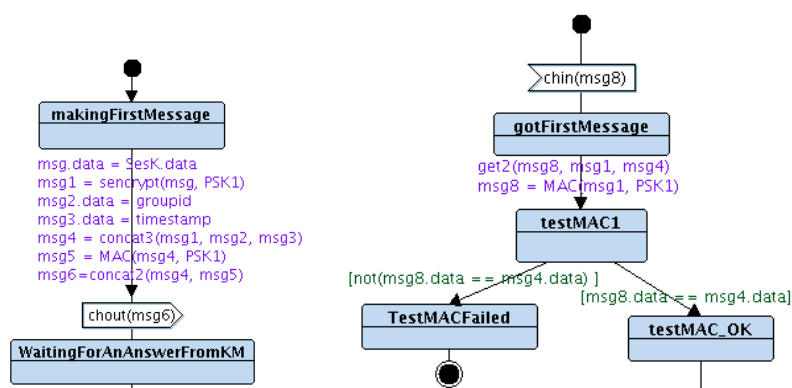 makingFirstMessage
msg.data = SesK.data
msg1 = sencrypt(msg, PSK1)
msg2.data = groupid
msg3.data = timestamp
msg4 = concat3(msg1, msg2, msg3)
msg5 = MAC(msg4, PSK1)
msg6=concat2(msg4, msg5)
chout(msg6)
WaitingForAnAnswerFromKM
chin(msg8)
gotFirstMessage
get2(msg8, msg1, msg4)
msg8 = MAC(msg1, PSK1)
testMAC1
[not(msg8.data == msg4.data) ]
[msg8.data == msg4.data]
TestMACFailed
testMAC_OK